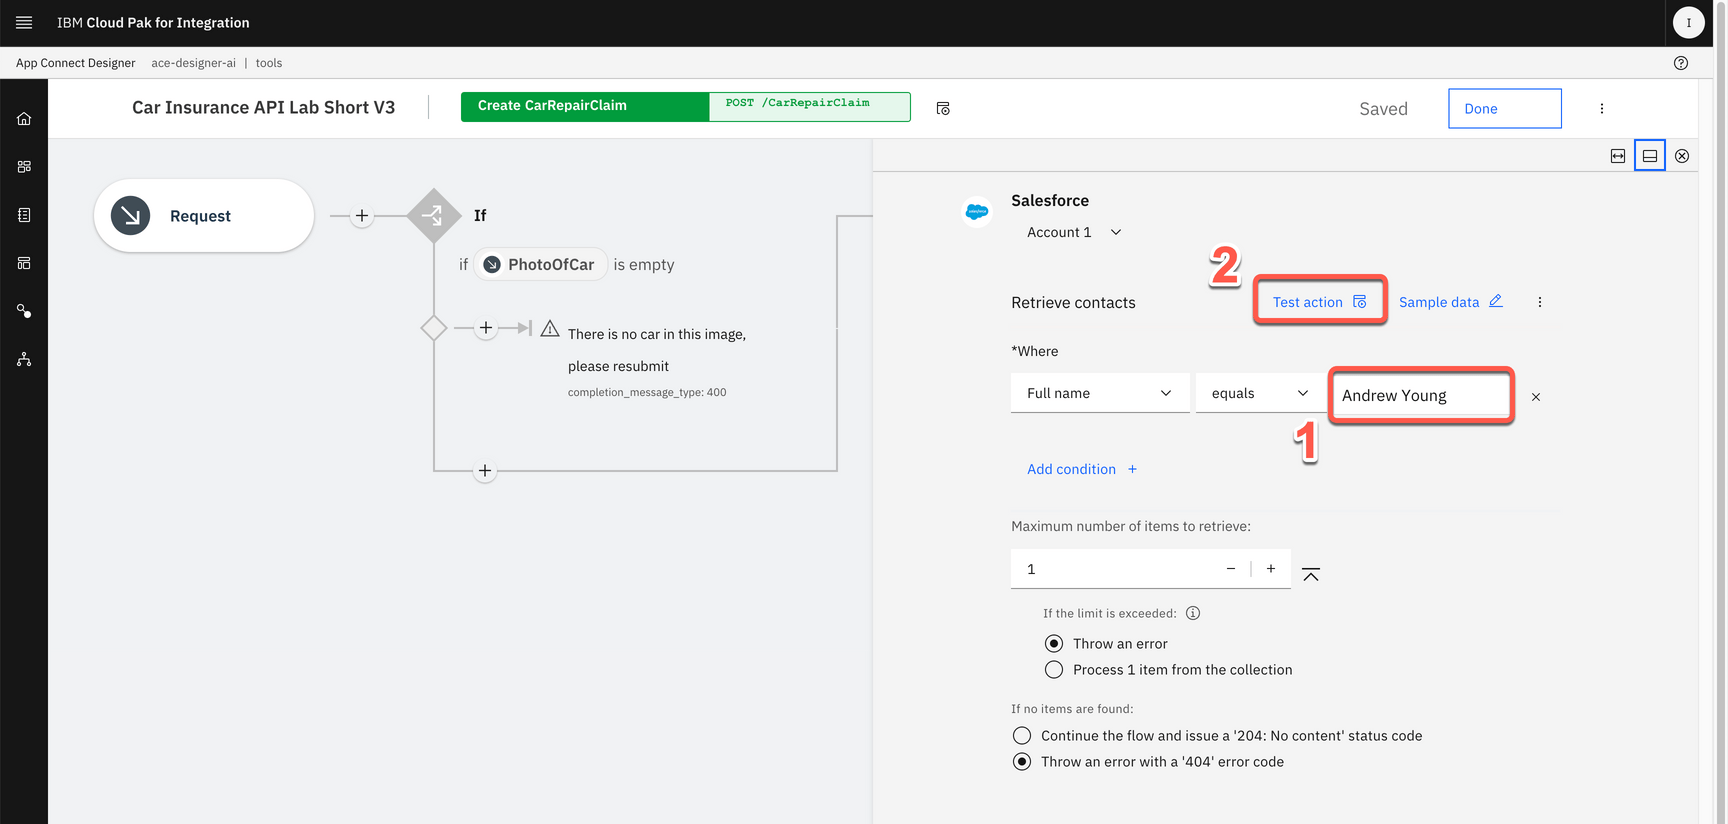 IBM Cloud Pak for Integration
I
App Connect Designer ace-designer-ai | tools
Car Insurance API Lab Short V3
Create CarRepairClaim
POST /CarRepairClaim
Saved
Done
Request
If
if PhotoOfCar is empty
There is no car in this image,
please resubmit
completion_message_type: 400
salesforce
Salesforce
Account 1
2
Retrieve contacts
Test action
Sample data
*Where
Full name
equals
Andrew Young
1
Add condition +
Maximum number of items to retrieve:
1
If the limit is exceeded:
Throw an error
Process 1 item from the collection
If no items are found:
Continue the flow and issue a '204: No content' status code
Throw an error with a '404' error code